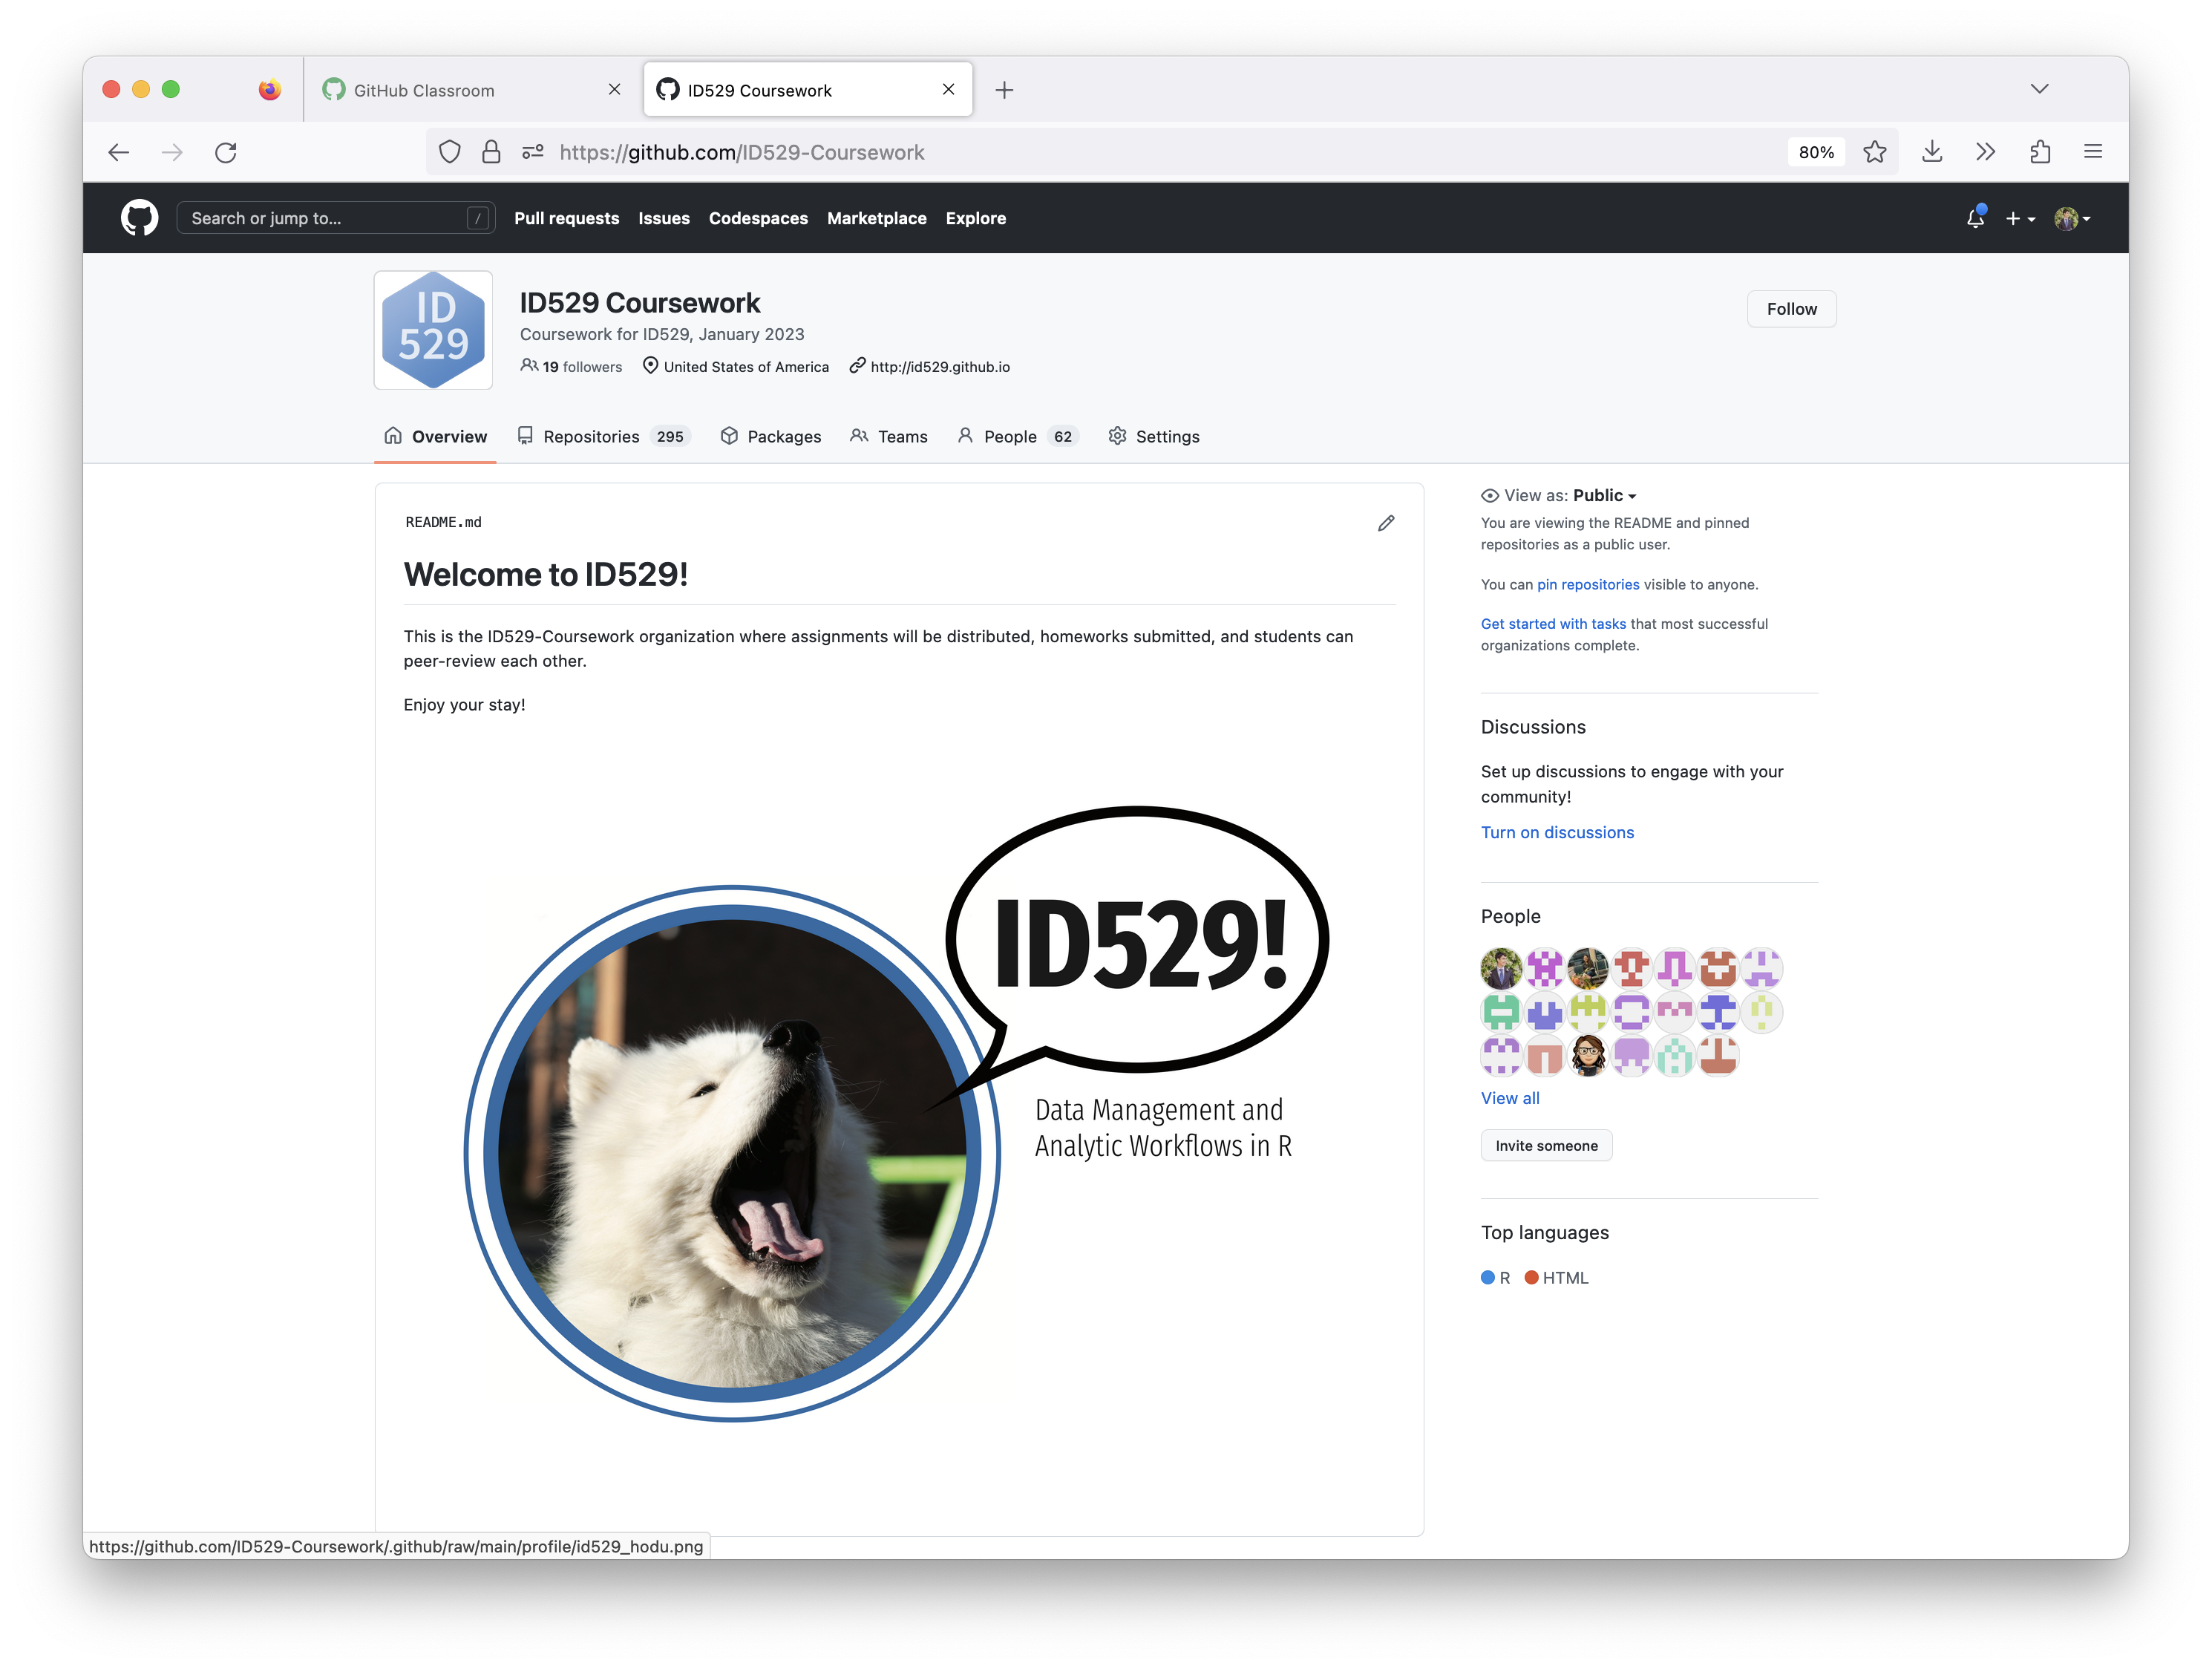 GitHub Classroom
ID529 Coursework
https://github.com/ID529-Coursework
80%
Search or jump to...
/
Pull requests
Issues
Codespaces
Marketplace
Explore
ID
529
ID529 Coursework
Coursework for ID529, January 2023
19 followers
United States of America
http://id529.github.io
Follow
Overview
Repositories 295
Packages
Teams
People 62
Settings
README.md
Welcome to ID529!
This is the ID529-Coursework organization where assignments will be distributed, homeworks submitted, and students can
peer-review each other.
Enjoy your stay!
ID529!
Data Management and
Analytic Workflows in R
View as: Public
You are viewing the README and pinned
repositories as a public user.
You can pin repositories visible to anyone.
Get started with tasks that most successful
organizations complete.
Discussions
Set up discussions to engage with your
community!
Turn on discussions
People
View all
Invite someone
Top languages
R
HTML
https://github.com/ID529-Coursework/.github/raw/main/profile/id529_hodu.png